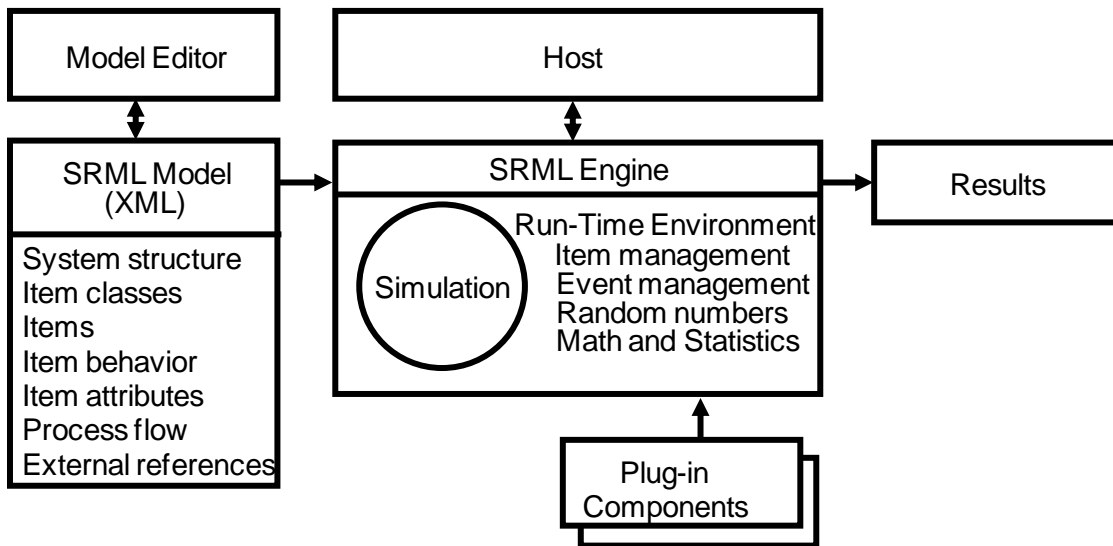 Model Editor
Host
SRML Model
(XML)
SRML Engine
Results
System structure
Item classes
Items
Item behavior
Item attributes
Process flow
External references
Simulation
Run-Time Environment
Item management
Event management
Random numbers
Math and Statistics
Plug-in
Components